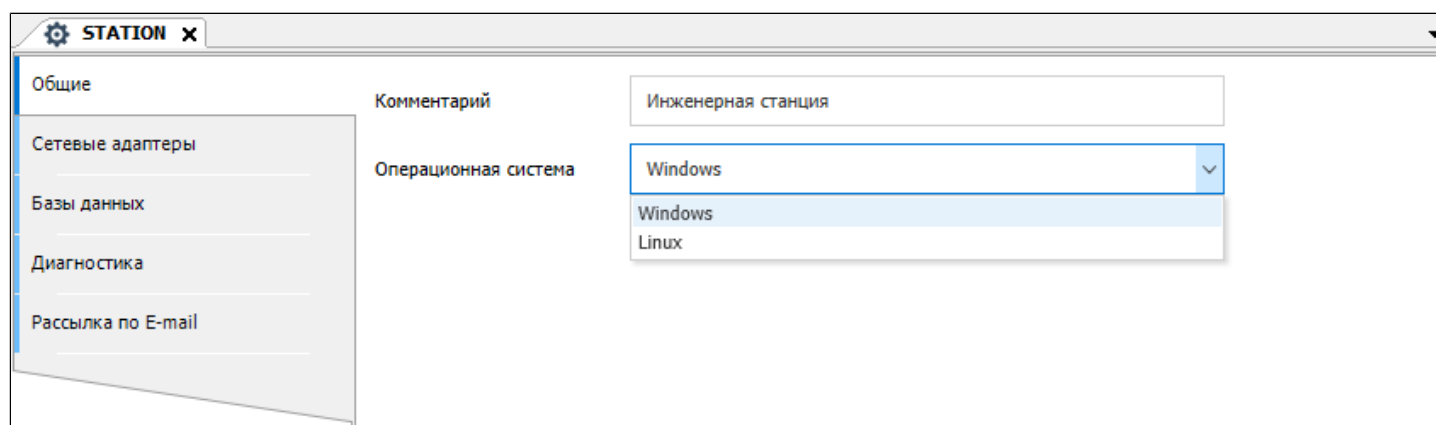 STATION
Общие
Сетевые адаптеры
Базы данных
Диагностика
Рассылка по E-mail
Комментарий
Инженерная станция
Операционная система
Windows
Windows
Linux